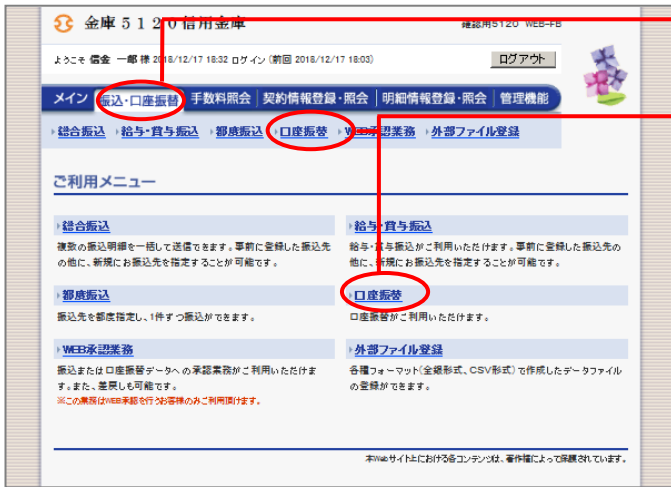 金庫5120信用金庫
確認用5120 WEB-FB
ようこそ 信金 一郎 様 2018/12/17 18:32 ログイン (前回 2018/12/17 18:03)
ログアウト
メイン 振込・口座振替 手数料照会 契約情報登録・照会 明細情報登録・照会 管理機能
総合振込 給与・賞与振込 都度振込 口座振替 WEB承認業務 外部ファイル登録
ご利用メニュー
総合振込
複数の振込明細を一括して送信できます。事前に登録した振込先
の他に、新規にお振込先を指定することが可能です。
給与・賞与振込
給与・賞与振込がご利用いただけます。事前に登録した振込先の
他に、新規にお振込先を指定することが可能です。
都度振込
振込先を都度指定し、1件ずつ振込ができます。
口座振替
口座振替がご利用いただけます。
WEB承認業務
振込または口座振替データへの承認業務がご利用いただけま
す。また、差戻しも可能です。
※この業務はWEB承認を行うお客様のみご利用頂けます。
外部ファイル登録
各種フォーマット(全銀形式、CSV形式)で作成したデータファイル
の登録ができます。
本Webサイト上における各コンテンツは、著作権によって保護されています。